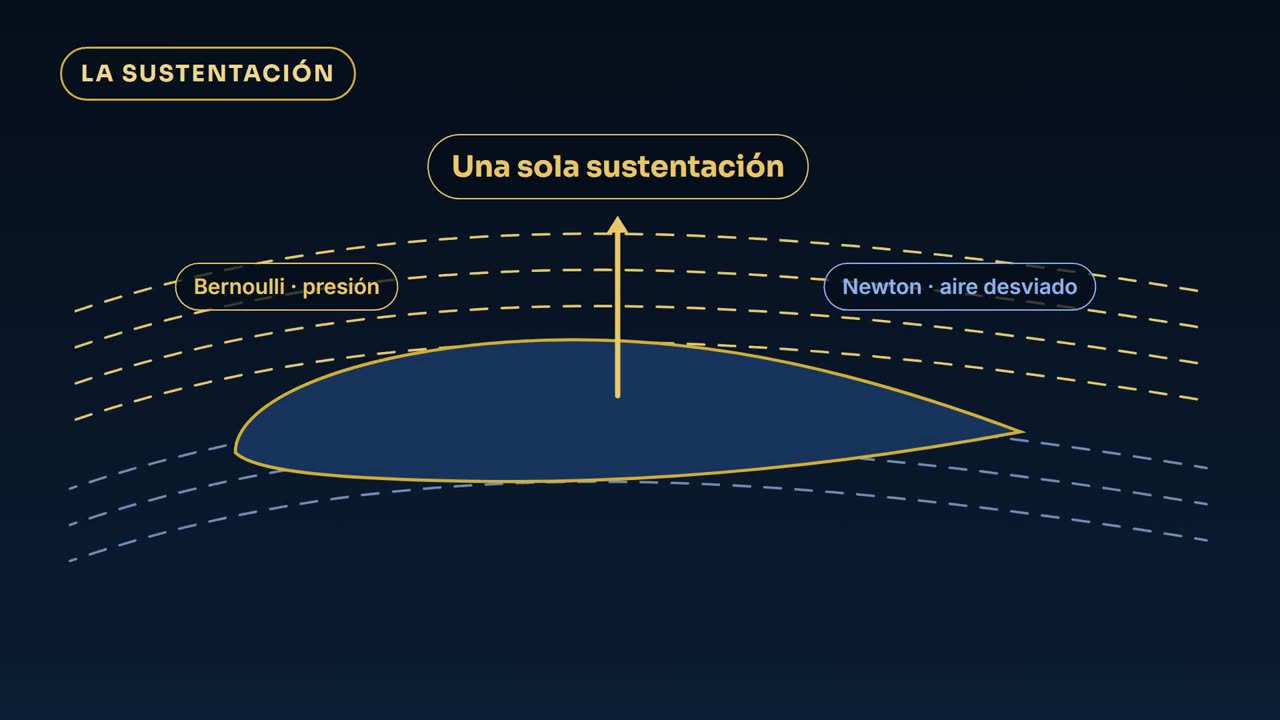 LA SUSTENTACIÓN
Una sola sustentación
Bernoulli · presión
Newton · aire desviado